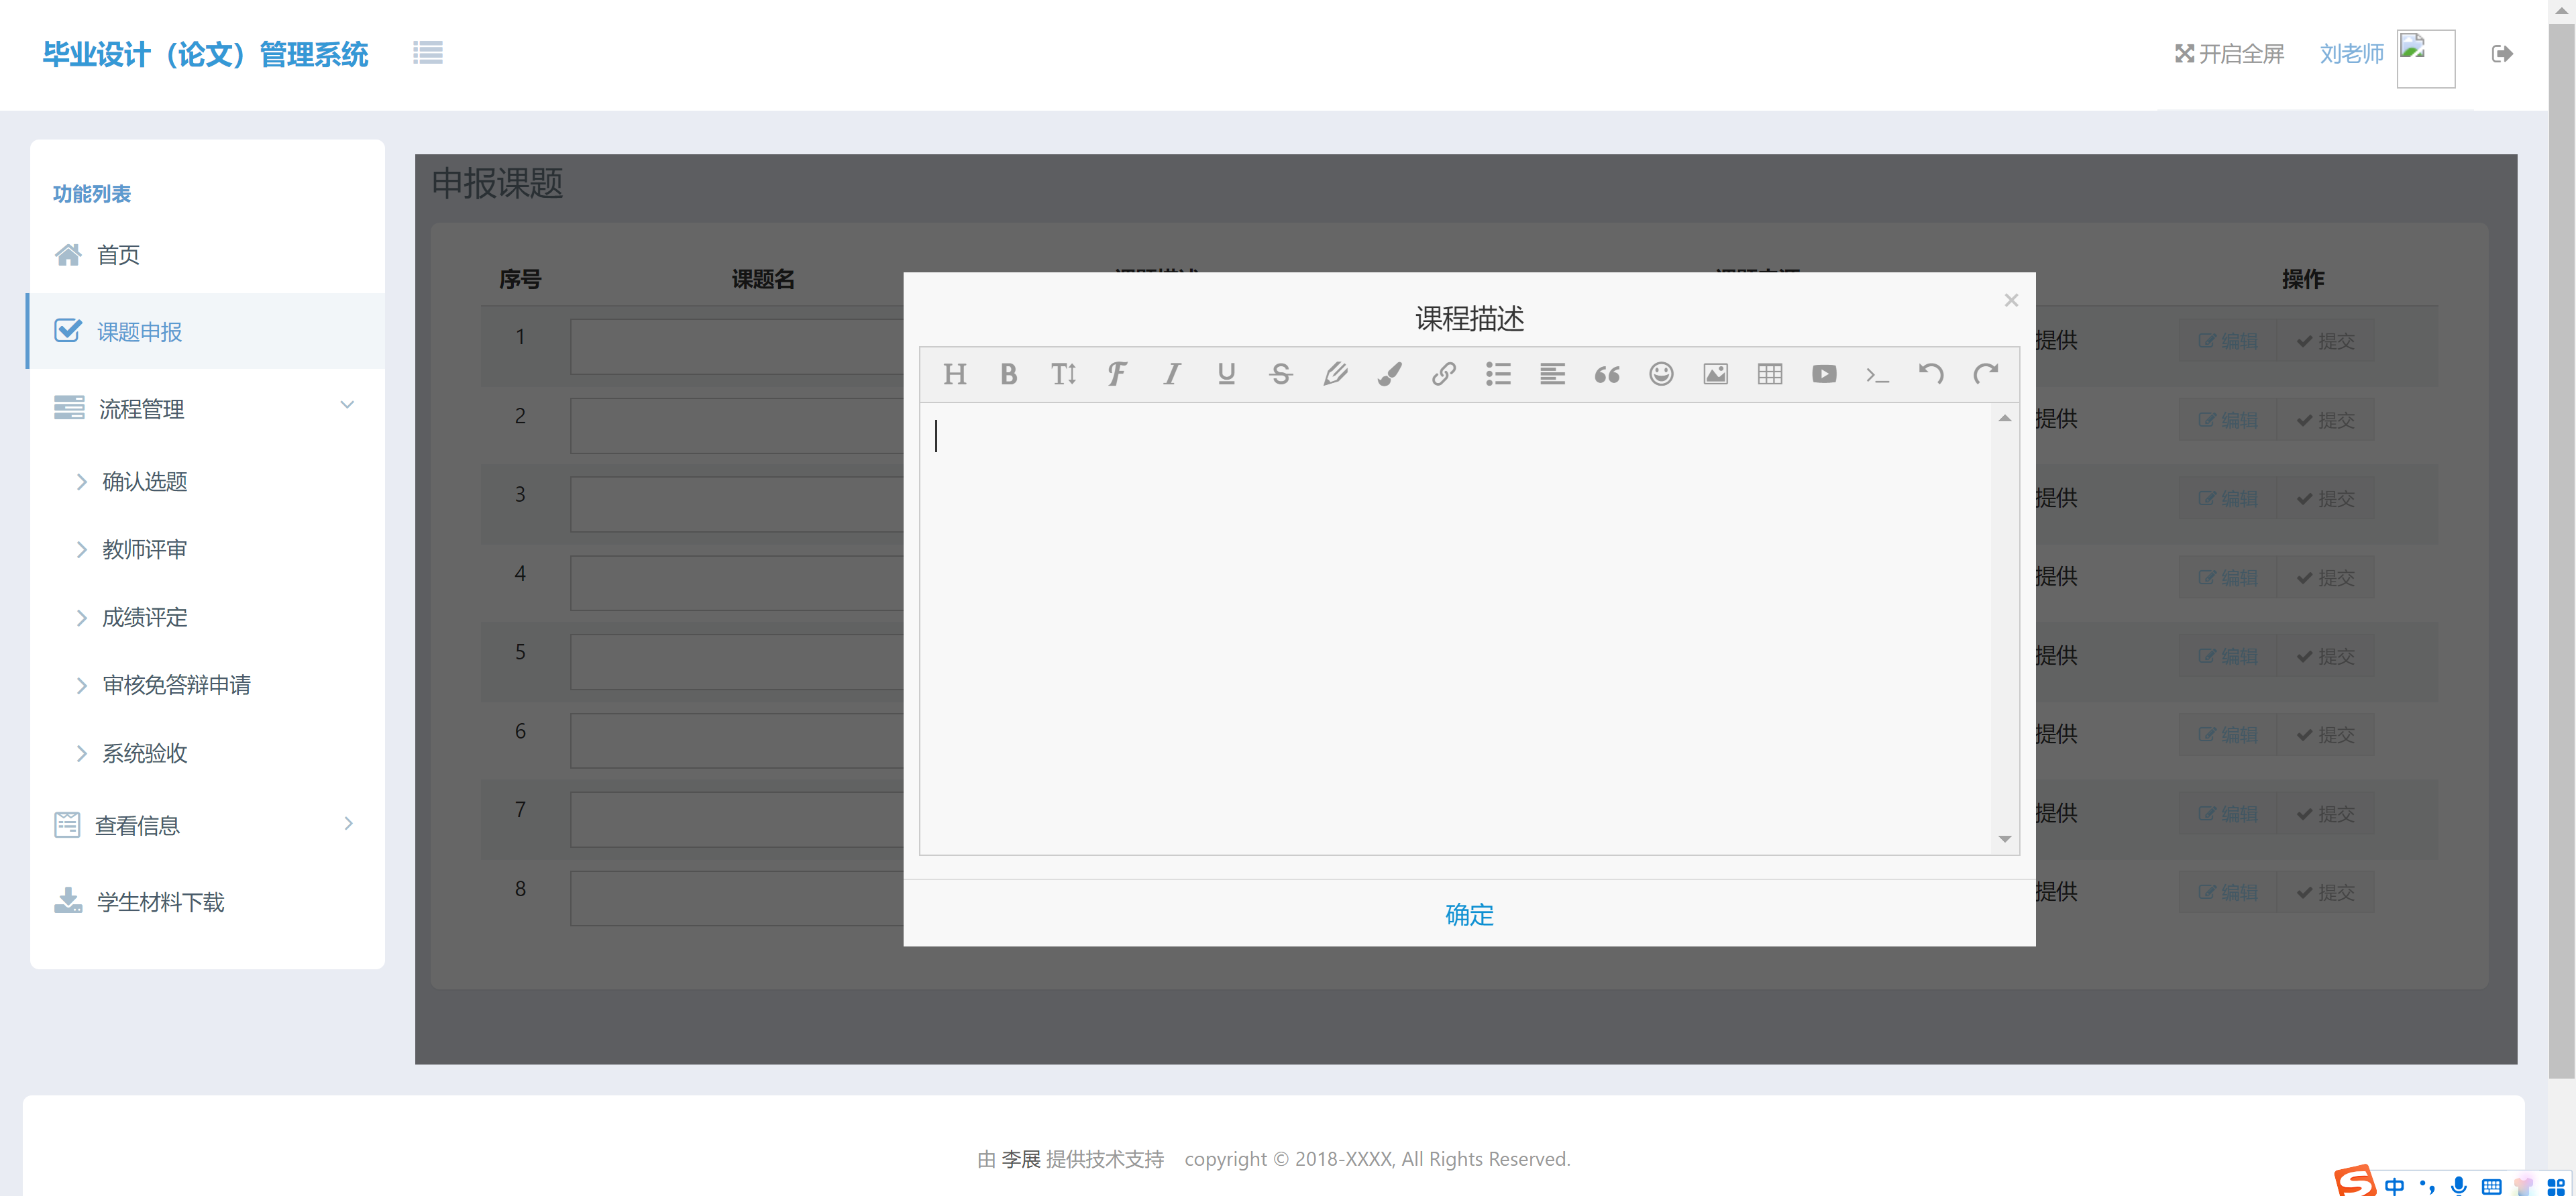 毕业设计（论文）管理系统
开启全屏 刘老师
功能列表
首页
课题申报
流程管理
确认选题
教师评审
成绩评定
审核免答辩申请
系统验收
查看信息
学生材料下载
申报课题
序号 课题名 操作
1 提供 编辑 提交
2 提供 编辑 提交
3 提供 编辑 提交
4 提供 编辑 提交
5 提供 编辑 提交
6 提供 编辑 提交
7 提供 编辑 提交
8 提供 编辑 提交
课程描述
确定
由 李展 提供技术支持 copyright © 2018-XXXX, All Rights Reserved.
中